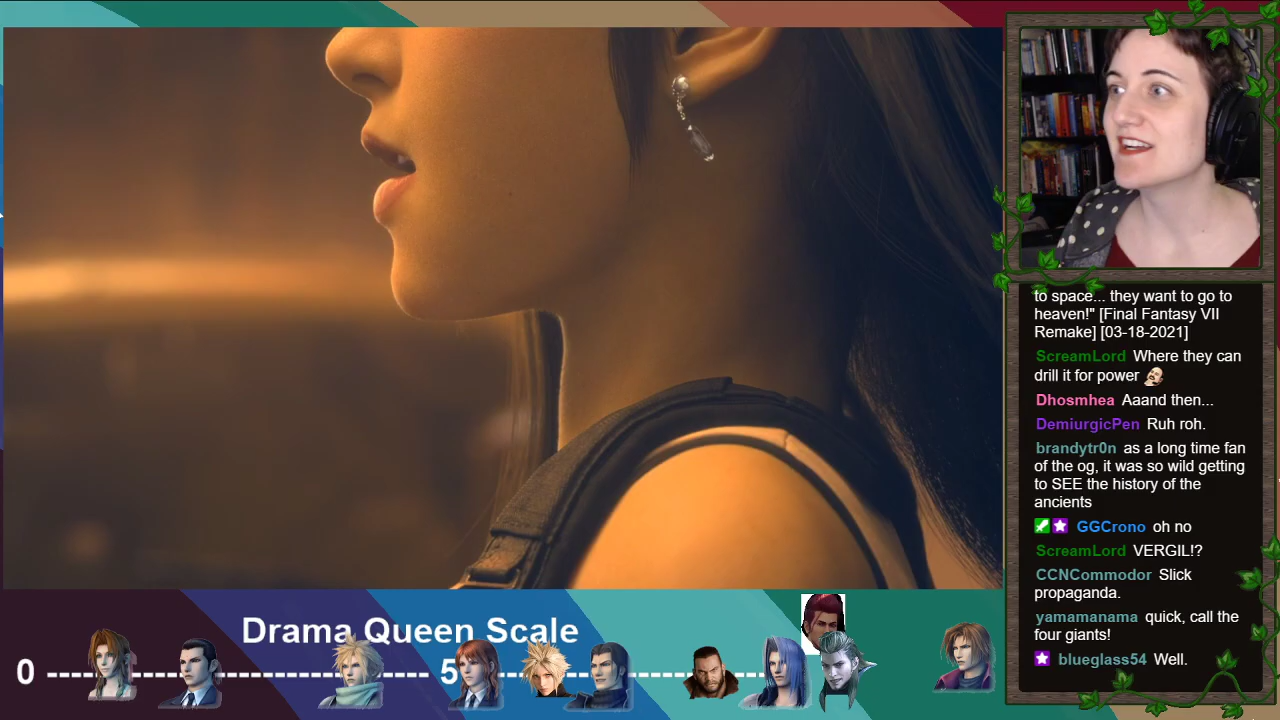 to space... they want to go to
heaven!" [Final Fantasy VII
Remake] [03-18-2021]
ScreamLord Where they can
drill it for power
Dhosmhea Aaand then...
DemiurgicPen Ruh roh.
brandytr0n as a long time fan
of the og, it was so wild getting
to SEE the history of the
ancients
GGCrono oh no
ScreamLord VERGIL!?
CCNCommodor Slick
propaganda.
yamamanama quick, call the
four giants!
blueglass54 Well.
Drama Queen Scale
0 5